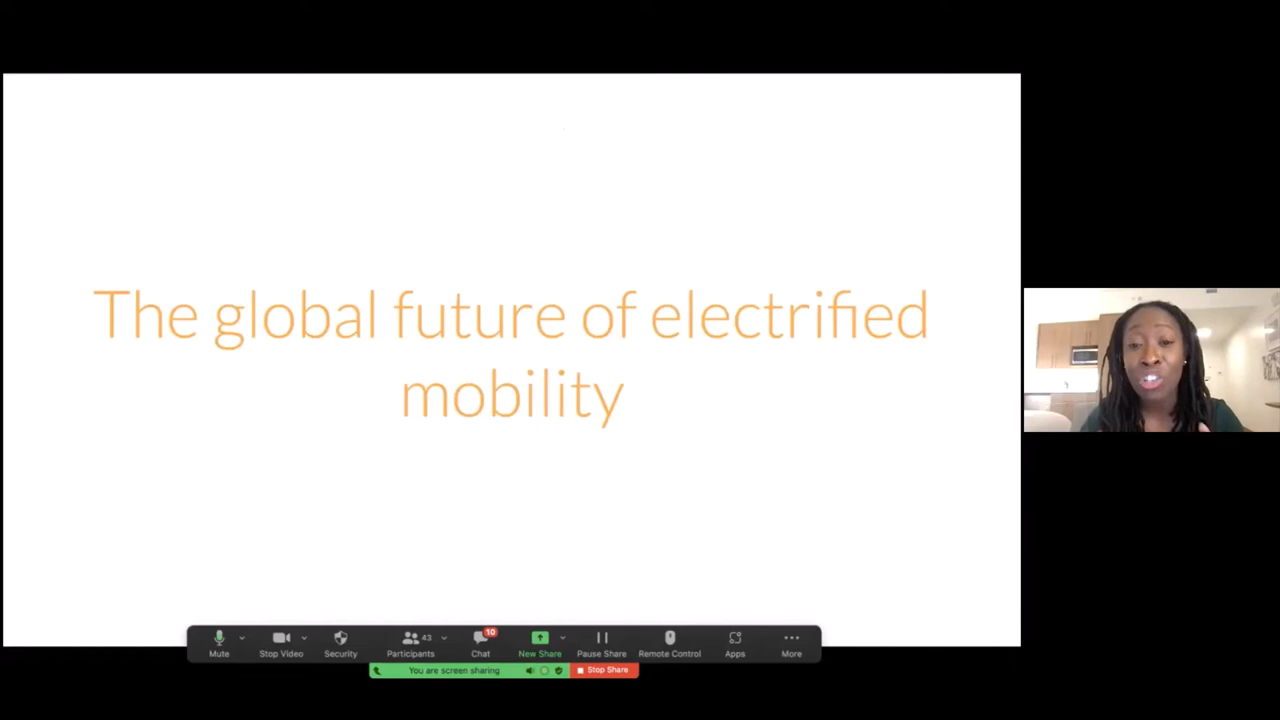 The global future of electrified
mobility
Mute Stop Video Security Participants 43 Chat 10 New Share Pause Share Remote Control Apps More
You are screen sharing Stop Share